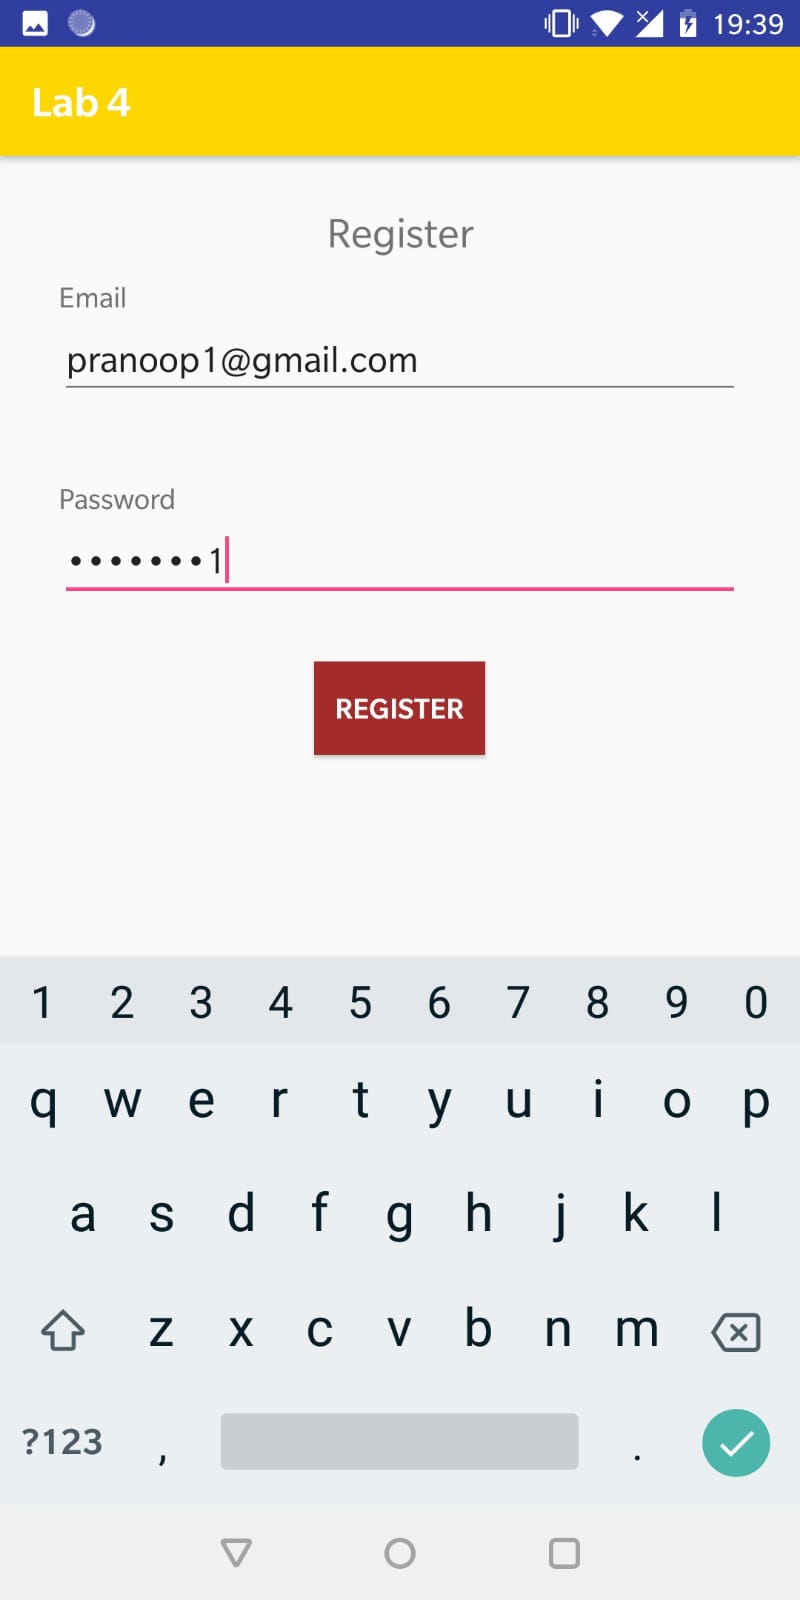 19:39
Lab 4
Register
Email
pranoop1@gmail.com
Password
•••••••1
REGISTER
1 2 3 4 5 6 7 8 9 0
q w e r t y u i o p
a s d f g h j k l
z x c v b n m
?123 , .